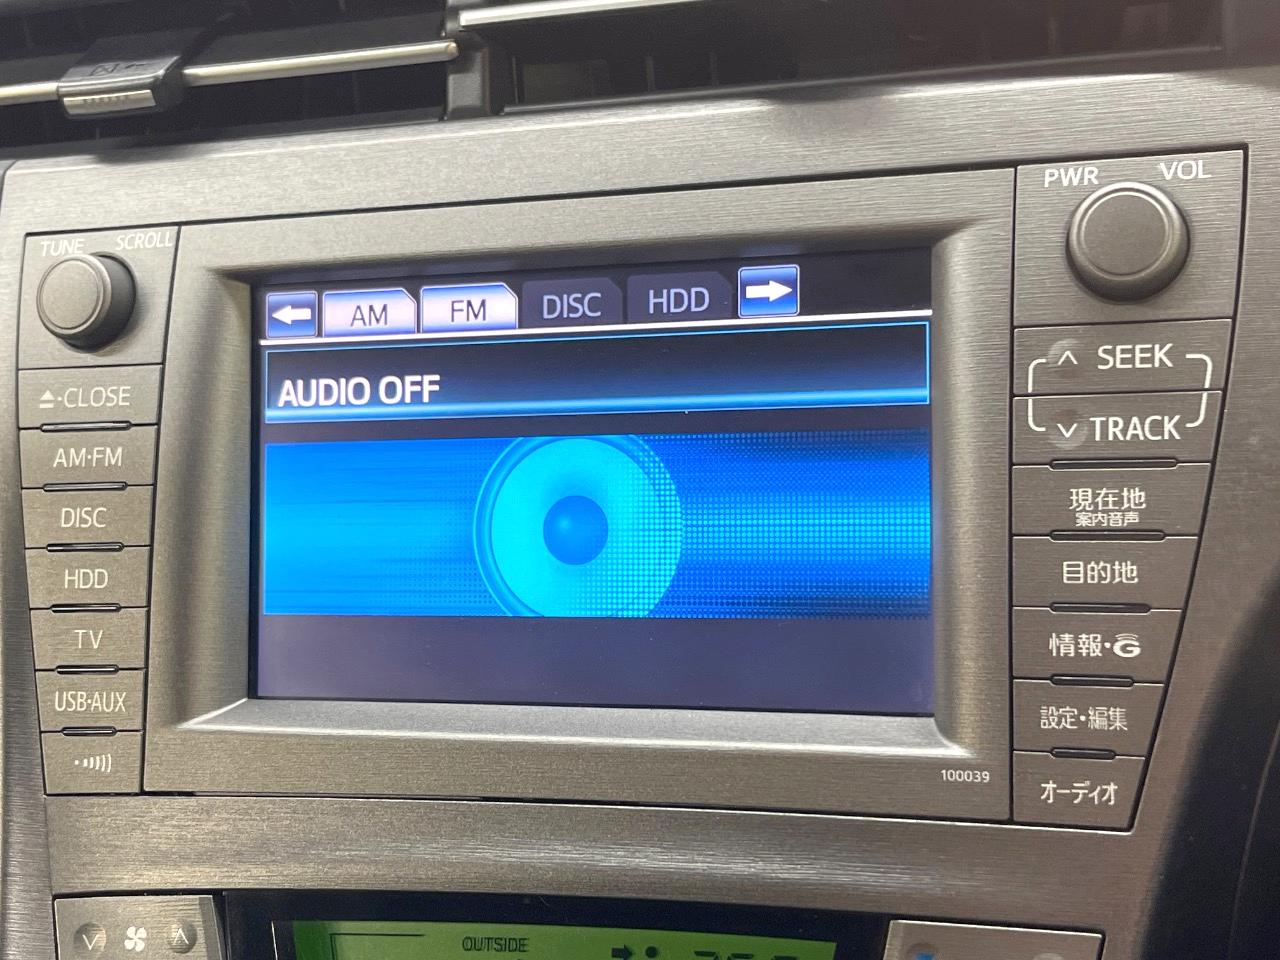 TUNE SCROLL
PWR VOL
AM FM DISC HDD
AUDIO OFF
CLOSE
AM•FM
DISC
HDD
TV
USB•AUX
SEEK
TRACK
現在地
案内音声
目的地
情報•G
設定•編集
オーディオ
100039
OUTSIDE